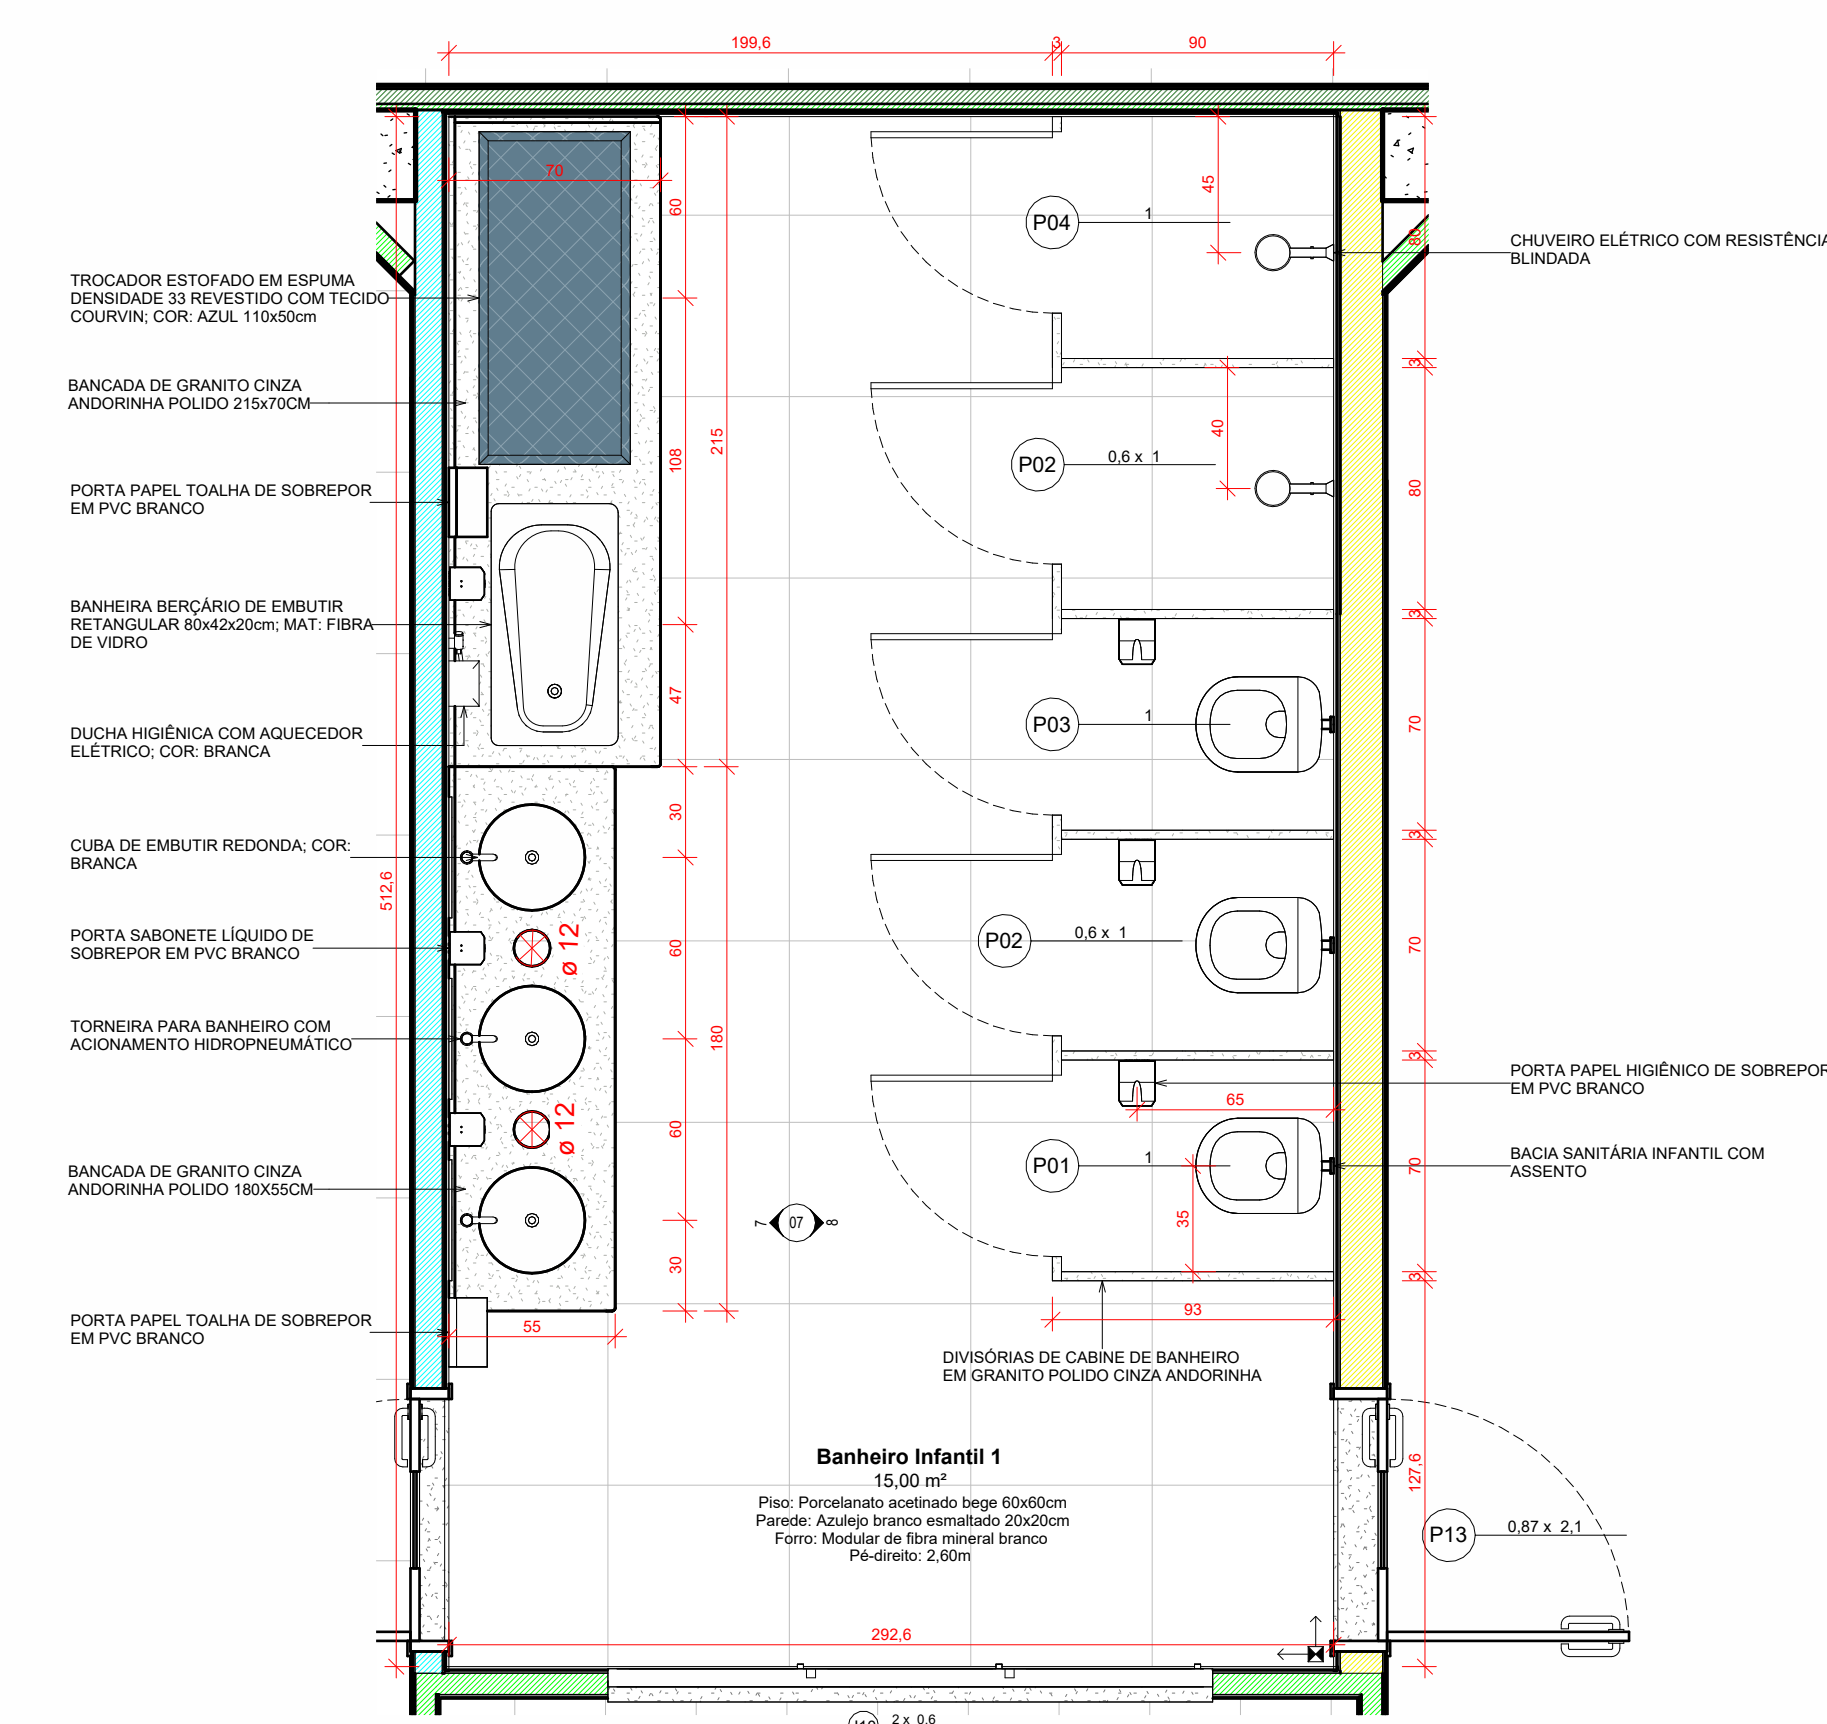 199,6
3
90
70
60
45
80
P04
1
CHUVEIRO ELÉTRICO COM RESISTÊNCIA
BLINDADA
TROCADOR ESTOFADO EM ESPUMA
DENSIDADE 33 REVESTIDO COM TECIDO
COURVIN; COR: AZUL 110x50cm
3
BANCADA DE GRANITO CINZA
ANDORINHA POLIDO 215x70CM
215
40
108
P02
0,6 x 1
80
PORTA PAPEL TOALHA DE SOBREPOR
EM PVC BRANCO
BANHEIRA BERÇÁRIO DE EMBUTIR
RETANGULAR 80x42x20cm; MAT: FIBRA
DE VIDRO
3
47
P03
1
70
DUCHA HIGIÊNICA COM AQUECEDOR
ELÉTRICO; COR: BRANCA
30
3
CUBA DE EMBUTIR REDONDA; COR:
BRANCA
512,6
PORTA SABONETE LÍQUIDO DE
SOBREPOR EM PVC BRANCO
ø 12
60
P02
0,6 x 1
70
TORNEIRA PARA BANHEIRO COM
ACIONAMENTO HIDROPNEUMÁTICO
180
3
PORTA PAPEL HIGIÊNICO DE SOBREPOR
EM PVC BRANCO
65
ø 12
60
P01
1
70
BACIA SANITÁRIA INFANTIL COM
ASSENTO
BANCADA DE GRANITO CINZA
ANDORINHA POLIDO 180X55CM
35
7
07
8
30
3
93
PORTA PAPEL TOALHA DE SOBREPOR
EM PVC BRANCO
55
DIVISÓRIAS DE CABINE DE BANHEIRO
EM GRANITO POLIDO CINZA ANDORINHA
Banheiro Infantil 1
15,00 m²
Piso: Porcelanato acetinado bege 60x60cm
Parede: Azulejo branco esmaltado 20x20cm
Forro: Modular de fibra mineral branco
Pé-direito: 2,60m
127,6
P13
0,87 x 2,1
292,6
2 x 0,6